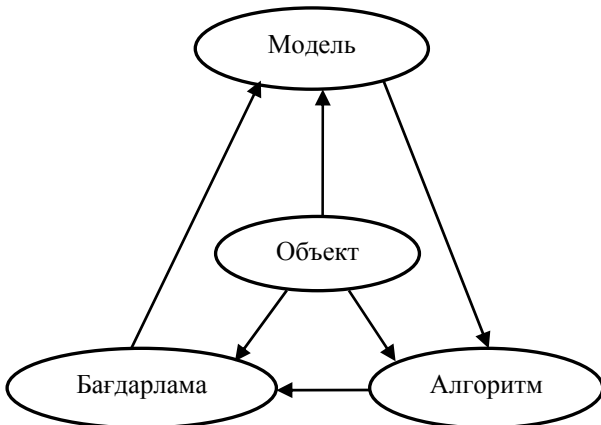 Модель
Объект
Бағдарлама
Алгоритм